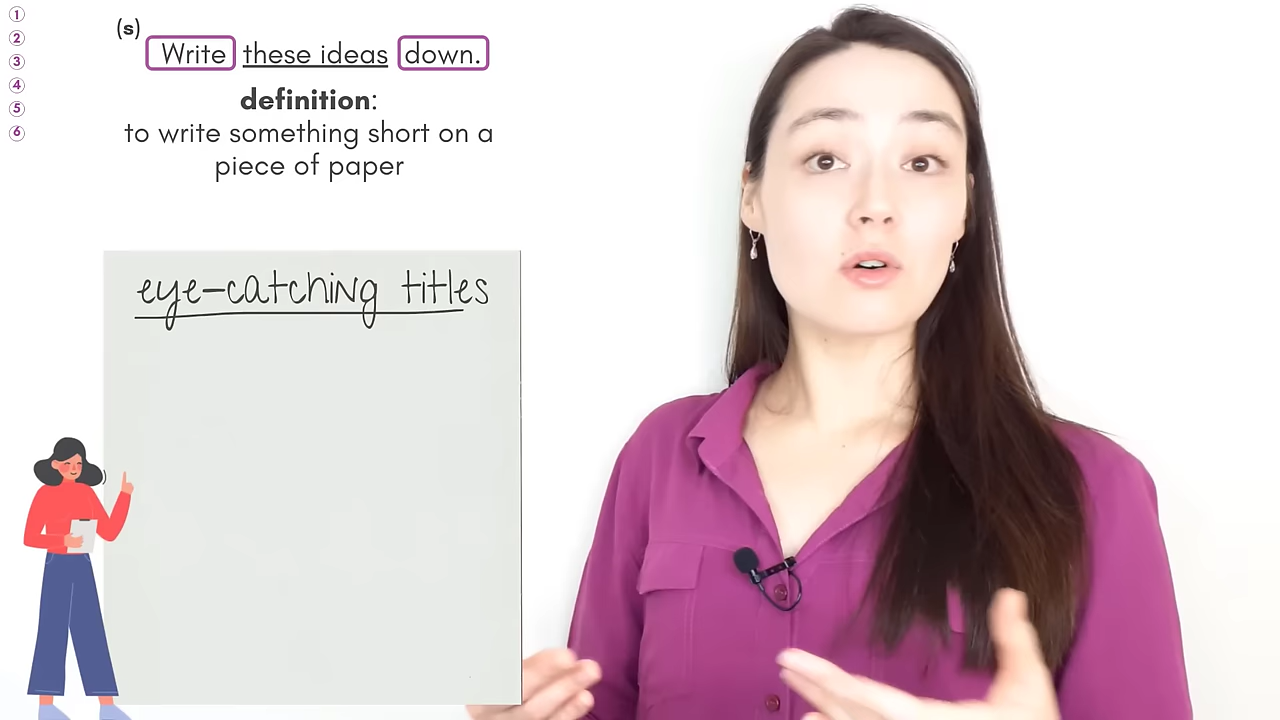 ①
②
③
④
⑤
⑥
(s)
Write these ideas down.
definition:
to write something short on a
piece of paper
eye-catching titles